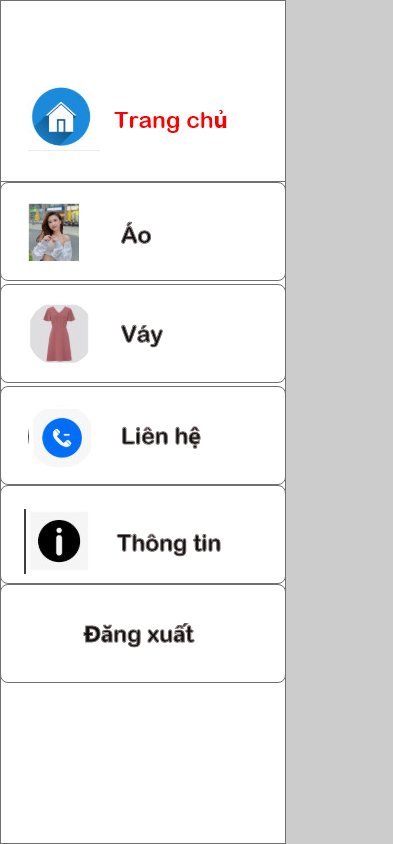 Trang chủ
Áo
Váy
Liên hệ
Thông tin
Đăng xuất